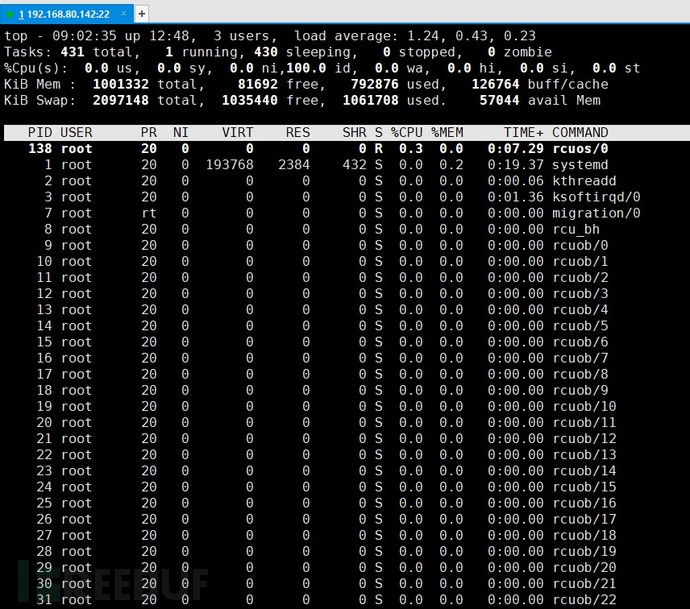 1 192.168.80.142:22 × +
top - 09:02:35 up 12:48, 3 users, load average: 1.24, 0.43, 0.23
Tasks: 431 total, 1 running, 430 sleeping, 0 stopped, 0 zombie
%Cpu(s): 0.0 us, 0.0 sy, 0.0 ni,100.0 id, 0.0 wa, 0.0 hi, 0.0 si, 0.0 st
KiB Mem : 1001332 total, 81692 free, 792876 used, 126764 buff/cache
KiB Swap: 2097148 total, 1035440 free, 1061708 used. 57044 avail Mem
PID USER PR NI VIRT RES SHR S %CPU %MEM TIME+ COMMAND
138 root 20 0 0 0 0 R 0.3 0.0 0:07.29 rcuos/0
1 root 20 0 193768 2384 432 S 0.0 0.2 0:19.37 systemd
2 root 20 0 0 0 0 S 0.0 0.0 0:00.06 kthreadd
3 root 20 0 0 0 0 S 0.0 0.0 0:01.36 ksoftirqd/0
7 root rt 0 0 0 0 S 0.0 0.0 0:00.00 migration/0
8 root 20 0 0 0 0 S 0.0 0.0 0:00.00 rcu_bh
9 root 20 0 0 0 0 S 0.0 0.0 0:00.00 rcuob/0
10 root 20 0 0 0 0 S 0.0 0.0 0:00.00 rcuob/1
11 root 20 0 0 0 0 S 0.0 0.0 0:00.00 rcuob/2
12 root 20 0 0 0 0 S 0.0 0.0 0:00.00 rcuob/3
13 root 20 0 0 0 0 S 0.0 0.0 0:00.00 rcuob/4
14 root 20 0 0 0 0 S 0.0 0.0 0:00.00 rcuob/5
15 root 20 0 0 0 0 S 0.0 0.0 0:00.00 rcuob/6
16 root 20 0 0 0 0 S 0.0 0.0 0:00.00 rcuob/7
17 root 20 0 0 0 0 S 0.0 0.0 0:00.00 rcuob/8
18 root 20 0 0 0 0 S 0.0 0.0 0:00.00 rcuob/9
19 root 20 0 0 0 0 S 0.0 0.0 0:00.00 rcuob/10
20 root 20 0 0 0 0 S 0.0 0.0 0:00.00 rcuob/11
21 root 20 0 0 0 0 S 0.0 0.0 0:00.00 rcuob/12
22 root 20 0 0 0 0 S 0.0 0.0 0:00.00 rcuob/13
23 root 20 0 0 0 0 S 0.0 0.0 0:00.00 rcuob/14
24 root 20 0 0 0 0 S 0.0 0.0 0:00.00 rcuob/15
25 root 20 0 0 0 0 S 0.0 0.0 0:00.00 rcuob/16
26 root 20 0 0 0 0 S 0.0 0.0 0:00.00 rcuob/17
27 root 20 0 0 0 0 S 0.0 0.0 0:00.00 rcuob/18
28 root 20 0 0 0 0 S 0.0 0.0 0:00.00 rcuob/19
29 root 20 0 0 0 0 S 0.0 0.0 0:00.00 rcuob/20
30 root 20 0 0 0 0 S 0.0 0.0 0:00.00 rcuob/21
31 root 20 0 0 0 0 S 0.0 0.0 0:00.00 rcuob/22